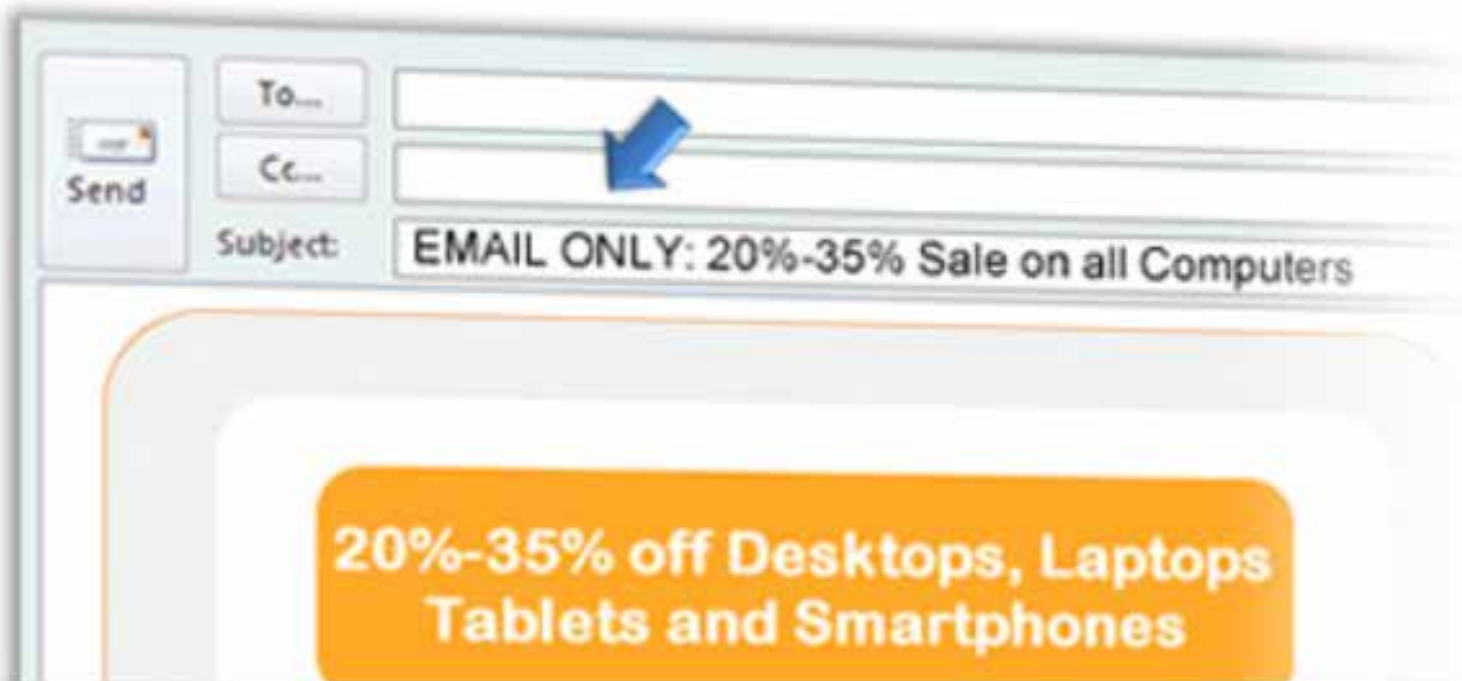 To...
Cc...
Send
Subject:
EMAIL ONLY: 20%-35% Sale on all Computers
20%-35% off Desktops, Laptops
Tablets and Smartphones